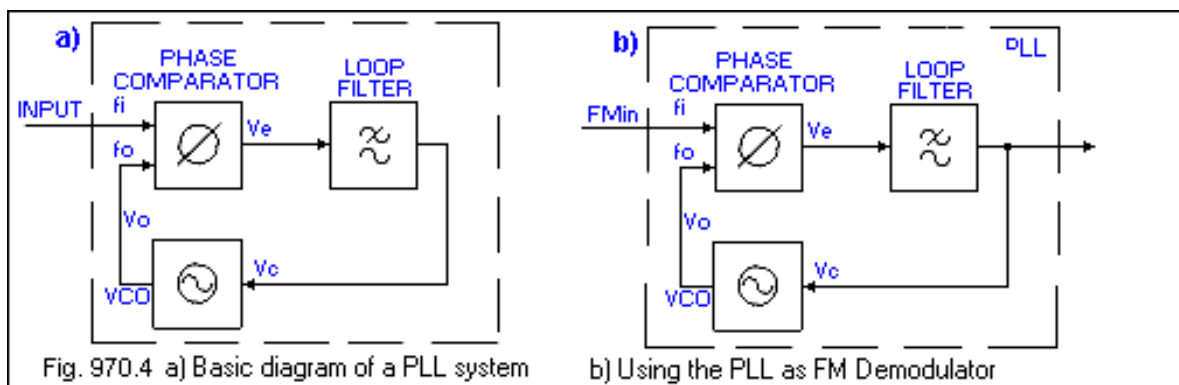 a)
PHASE
COMPARATOR
LOOP
FILTER
INPUT
fi
fo
Ve
Vo
VCO
Vc
b)
PLL
PHASE
COMPARATOR
LOOP
FILTER
FMin
fi
fo
Ve
Vo
VCO
Vc
Fig. 970.4 a) Basic diagram of a PLL system
b) Using the PLL as FM Demodulator